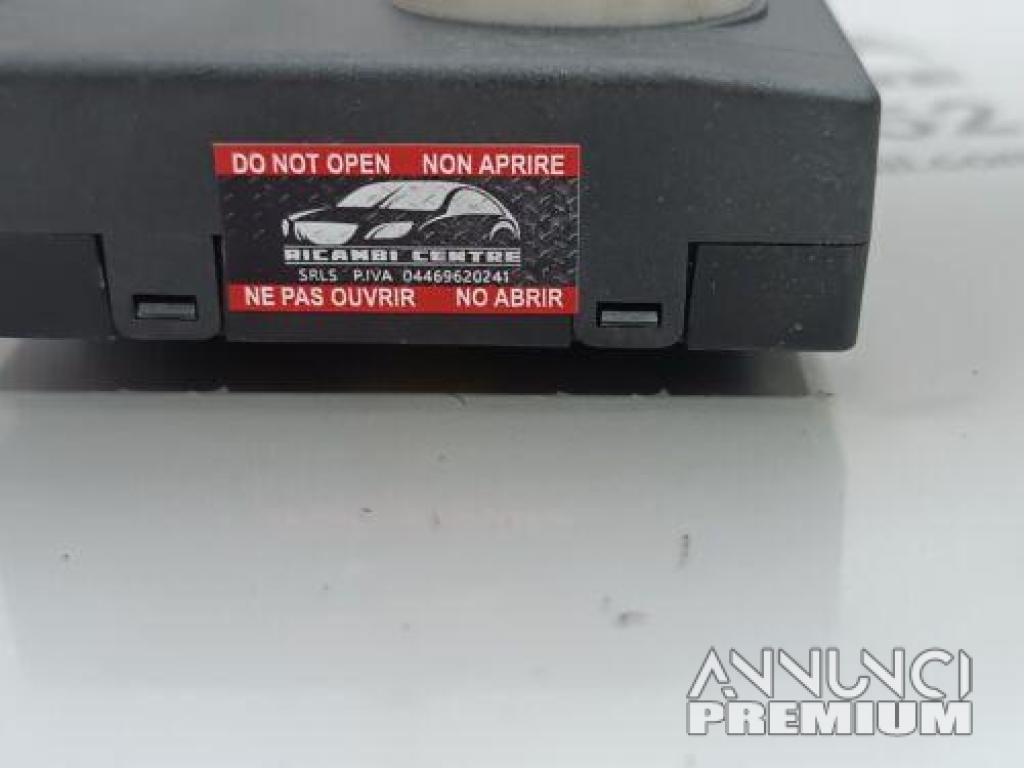 DO NOT OPEN NON APRIRE
RICAMBI CENTRE
SRLS P.IVA 04469620241
NE PAS OUVRIR NO ABRIR
ANNUNCI
PREMIUM